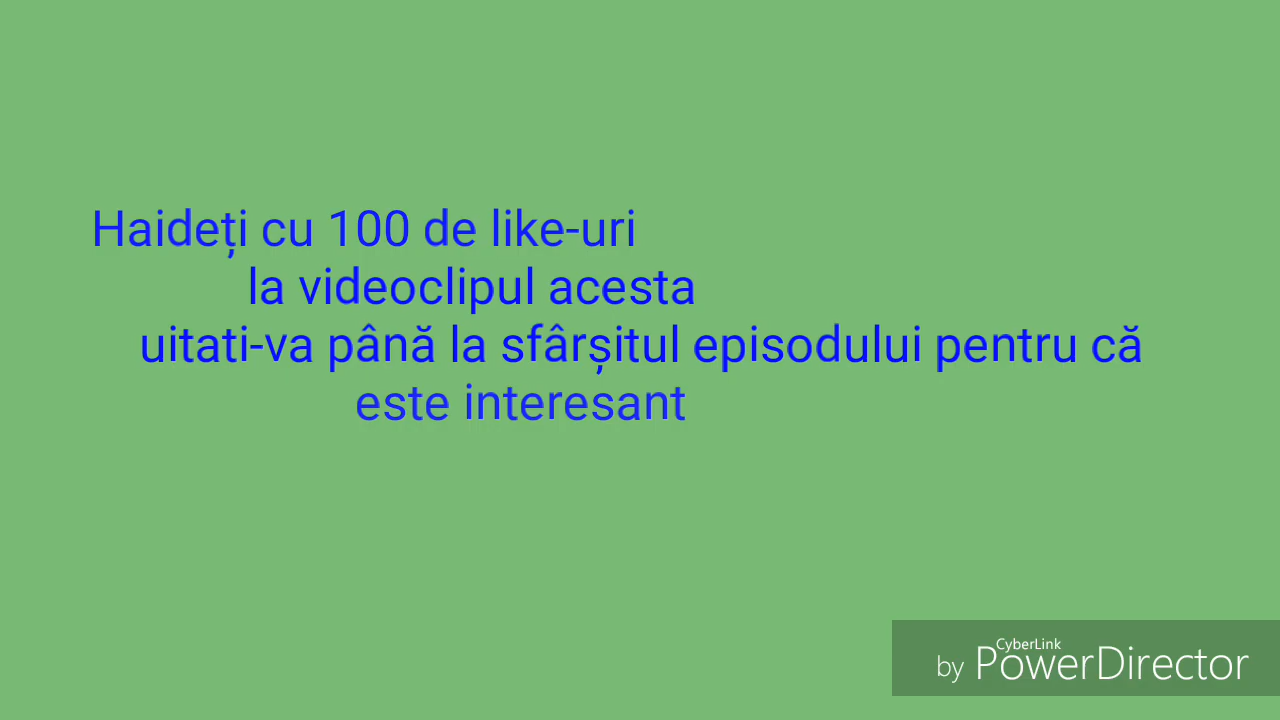 Haideți cu 100 de like-uri
la videoclipul acesta
uitati-va până la sfârșitul episodului pentru că
este interesant
CyberLink
by PowerDirector